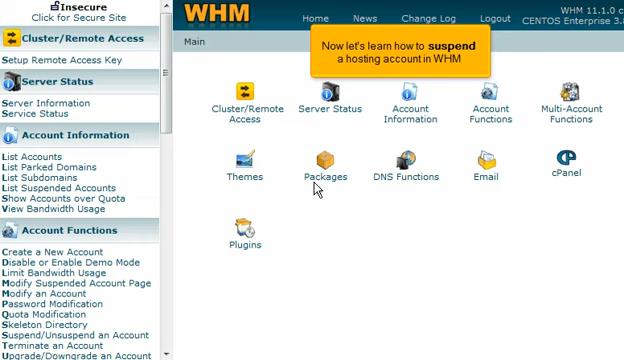 Insecure
Click for Secure Site
Cluster/Remote Access
Setup Remote Access Key
Server Status
Server Information
Service Status
Account Information
List Accounts
List Parked Domains
List Subdomains
List Suspended Accounts
Show Accounts over Quota
View Bandwidth Usage
Account Functions
Create a New Account
Disable or Enable Demo Mode
Limit Bandwidth Usage
Modify Suspended Account Page
Modify an Account
Password Modification
Quota Modification
Skeleton Directory
Suspend/Unsuspend an Account
Terminate an Account
Upgrade/Downgrade an Account
WHM
Home News Change Log Logout
WHM 11.1.0
CENTOS Enterprise 3.8
Main
Now let's learn how to suspend
a hosting account in WHM
Cluster/Remote Access
Server Status
Account Information
Account Functions
Multi-Account Functions
Themes
Packages
DNS Functions
Email
cPanel
Plugins